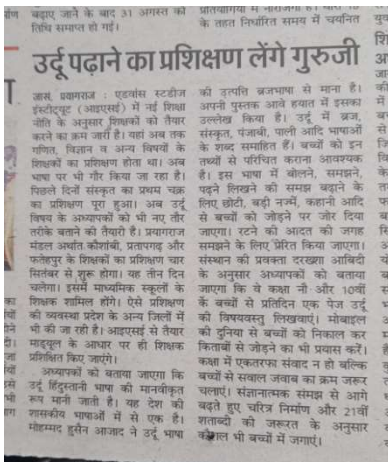 बढ़ाए जाने के बाद 31 अगस्त को
तिथि समाप्त हो गई।
के तहत निर्धारित समय में चयनित
उर्दू पढ़ाने का प्रशिक्षण लेंगे गुरुजी
जासं, प्रयागराज : एडवांस स्टडीज
इंस्टीट्यूट (आइएसई) में नई शिक्षा
नीति के अनुसार शिक्षकों को तैयार
करने का क्रम जारी है। यहां अब तक
गणित, विज्ञान व अन्य विषयों के
शिक्षकों का प्रशिक्षण होता था। अब
भाषा पर भी गौर किया जा रहा है।
पिछले दिनों संस्कृत का प्रथम चक्र
का प्रशिक्षण पूरा हुआ। अब उर्दू
विषय के अध्यापकों को भी नए तौर
तरीके बताने की तैयारी है। प्रयागराज
मंडल अर्थात कौशांबी, प्रतापगढ़ और
फतेहपुर के शिक्षकों का प्रशिक्षण चार
सितंबर से शुरू होगा। यह तीन दिन
चलेगा। इसमें माध्यमिक स्कूलों के
शिक्षक शामिल होंगे। ऐसे प्रशिक्षण
की व्यवस्था प्रदेश के अन्य जिलों में
भी की जा रही है। आइएसई से तैयार
माड्यूल के आधार पर ही शिक्षक
प्रशिक्षित किए जाएंगे।
अध्यापकों को बताया जाएगा कि
उर्दू हिंदुस्तानी भाषा की मानवीकृत
रूप मानी जाती है। यह देश की
शासकीय भाषाओं में से एक है।
मोहम्मद हुसैन आजाद ने उर्दू भाषा
की उत्पत्ति ब्रजभाषा से माना है।
अपनी पुस्तक आवे हयात में इसका
उल्लेख किया है। उर्दू में ब्रज,
संस्कृत, पंजाबी, पाली आदि भाषाओं
के शब्द समाहित हैं। बच्चों को इन
तथ्यों से परिचित कराना आवश्यक
है। इस भाषा में बोलने, समझने,
पढ़ने लिखने की समझ बढ़ाने के
लिए छोटी, बड़ी नज्में, कहानी आदि
से बच्चों को जोड़ने पर जोर दिया
जाएगा। रटने की आदत की जगह
समझने के लिए प्रेरित किया जाएगा।
संस्थान की प्रवक्ता दरख्शा आबिदी
के अनुसार अध्यापकों को बताया
जाएगा कि वे कक्षा नौ और 10वीं
के बच्चों से प्रतिदिन एक पेज उर्दू
की विषयवस्तु लिखवाएं। मोबाइल
की दुनिया से बच्चों को निकाल कर
किताबों से जोड़ने का भी प्रयास करें।
कक्षा में एकतरफा संवाद न हो बल्कि
बच्चों से सवाल जवाब का क्रम जरूर
चलाएं। संज्ञानात्मक संमझ से आगे
बढ़ते हुए चरित्र निर्माण और 21वीं
शताब्दी की जरूरत के अनुसार
कौशल भी बच्चों में जगाएं।